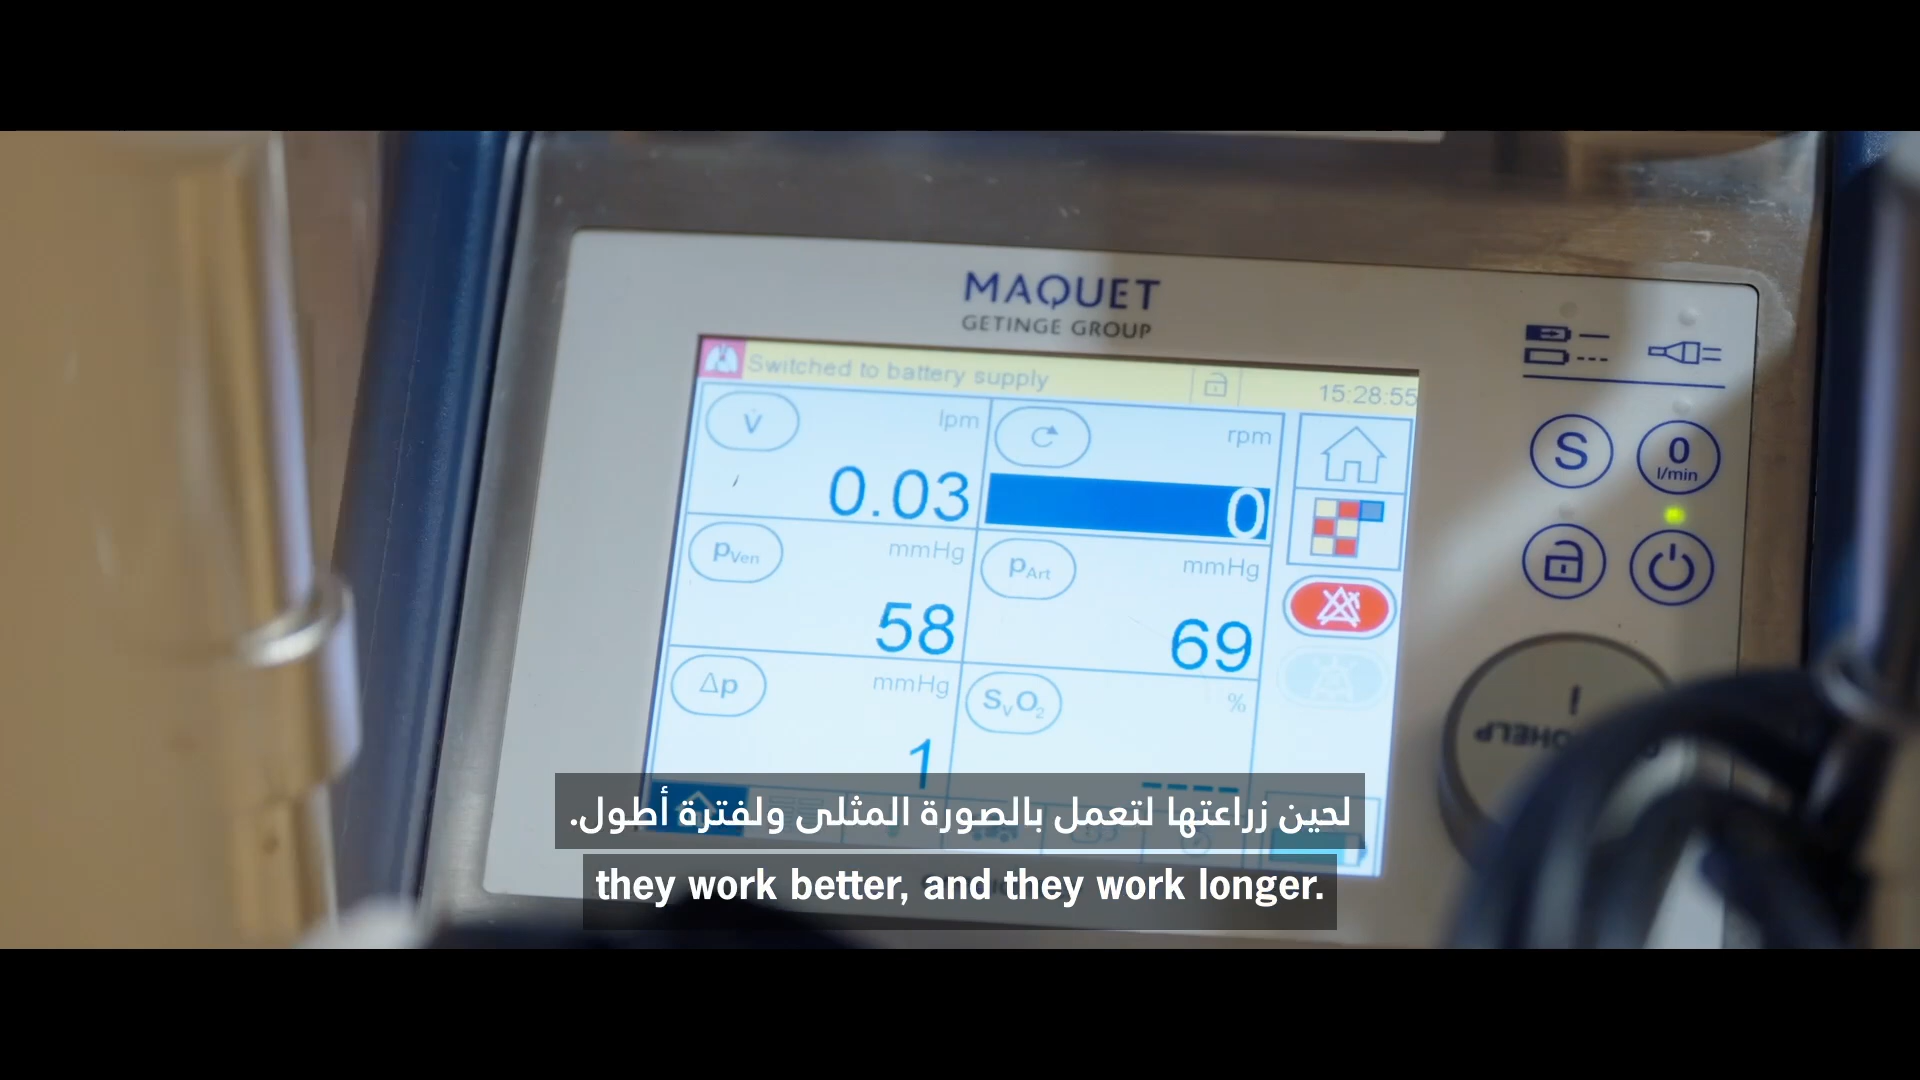 MAQUET
GETINGE GROUP
Switched to battery supply
15:28:55
V̇ lpm
0.03
rpm
0
S
0
l/min
pVen mmHg
58
pArt mmHg
69
Δp mmHg
1
SvO2 %
----
لحين زراعتها لتعمل بالصورة المثلى ولفترة أطول.
they work better, and they work longer.